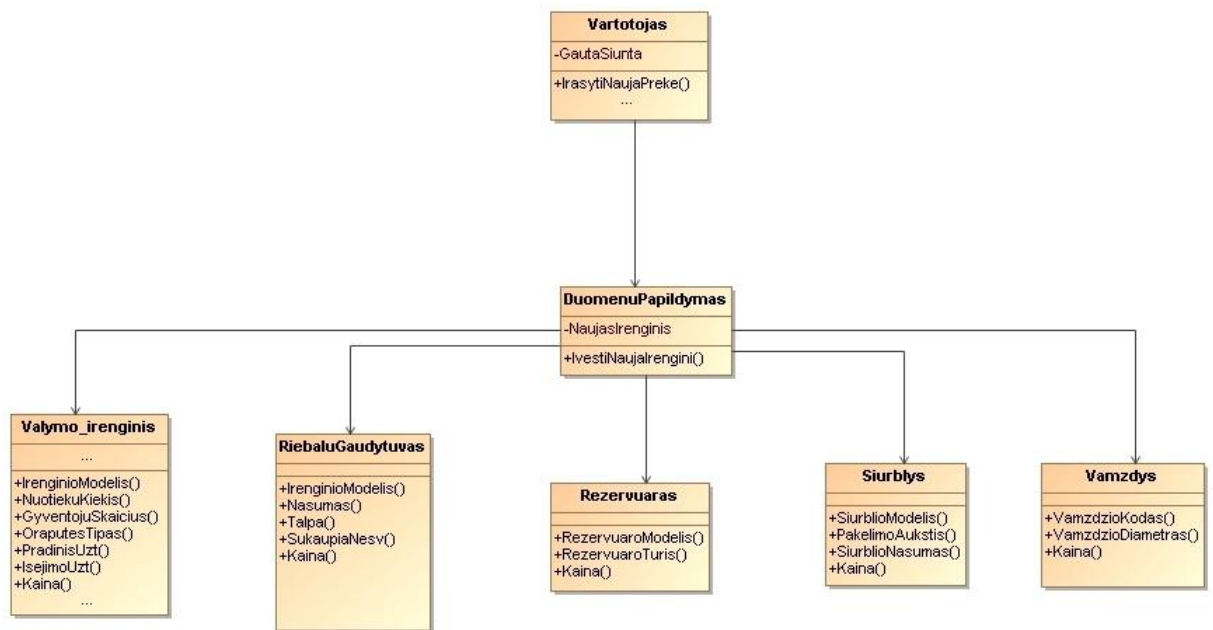 Vartotojas
-GautaSiunta
+IrasytiNaujaPreke()
...
DuomenuPapildymas
-NaujasIrenginis
+IvestiNaujaIrengini()
Valymo_irenginis
...
+IrenginioModelis()
+NuotiekuKiekis()
+GyventojuSkaicius()
+OraputesTipas()
+PradinisUzt()
+IsejimoUzt()
+Kaina()
...
RiebaluGaudytuvas
+IrenginioModelis()
+Nasumas()
+Talpa()
+SukaupiaNesv()
+Kaina()
Rezervuaras
+RezervuaroModelis()
+RezervuaroTuris()
+Kaina()
Siurblys
+SiurblioModelis()
+PakelimoAukstis()
+SiurblioNasumas()
+Kaina()
Vamzdys
+VamzdzioKodas()
+VamzdzioDiametras()
+Kaina()